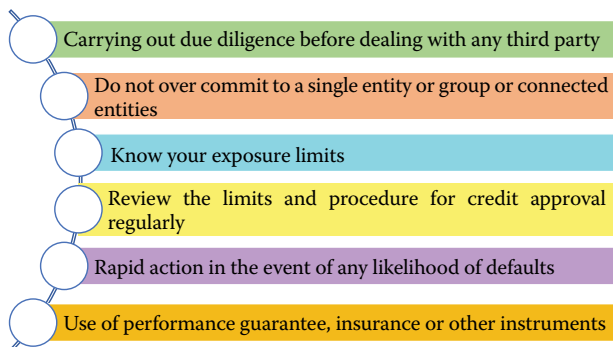 Carrying out due diligence before dealing with any third party
Do not over commit to a single entity or group or connected
entities
Know your exposure limits
Review the limits and procedure for credit approval
regularly
Rapid action in the event of any likelihood of defaults
Use of performance guarantee, insurance or other instruments